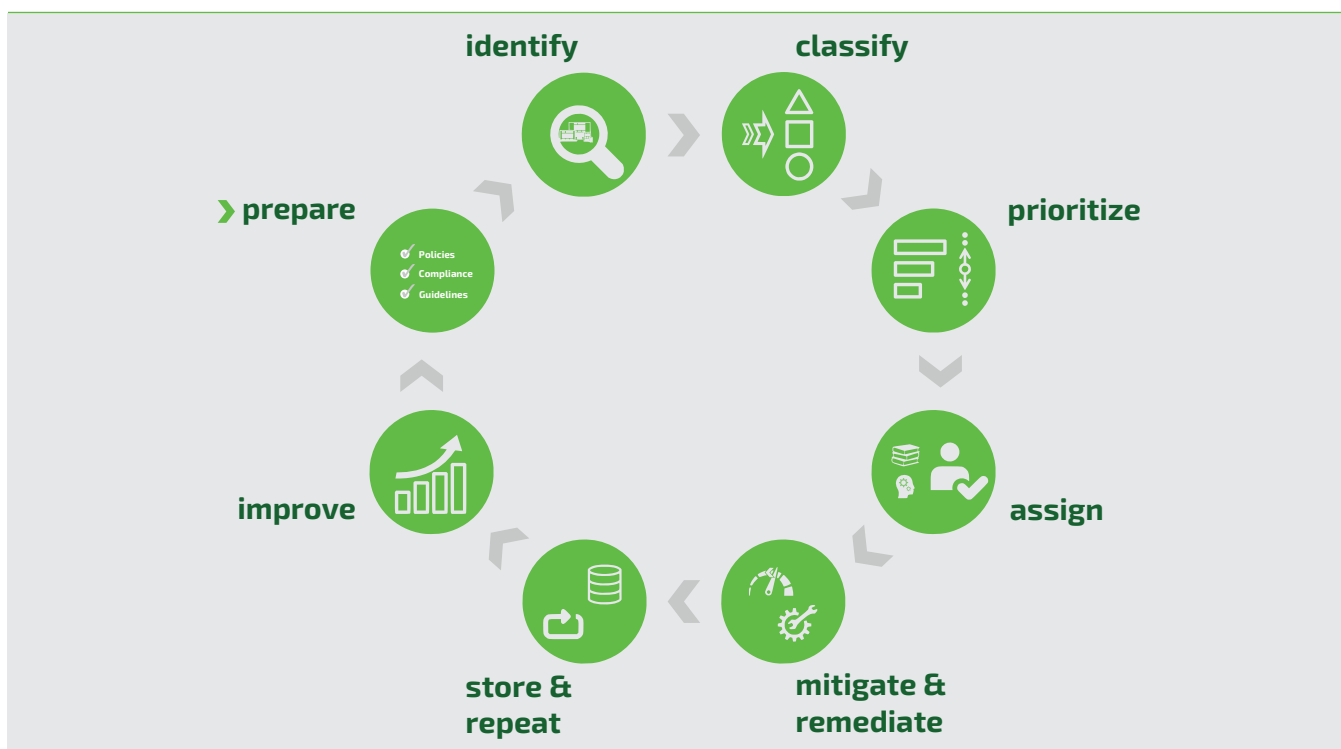 identify
classify
prepare
prioritize
Policies
Compliance
Guidelines
improve
assign
store &
repeat
mitigate &
remediate